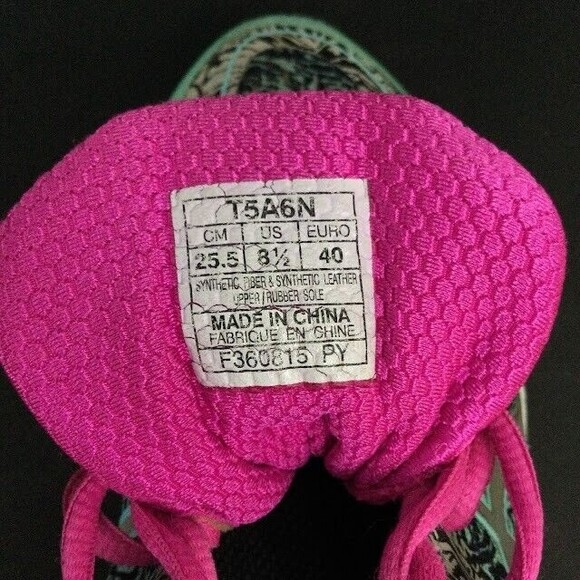 T5A6N
CM US EURO
25.5 8½ 40
SYNTHETIC FIBER & SYNTHETIC LEATHER
UPPER / RUBBER SOLE
MADE IN CHINA
FABRIQUE EN CHINE
F360815 PY